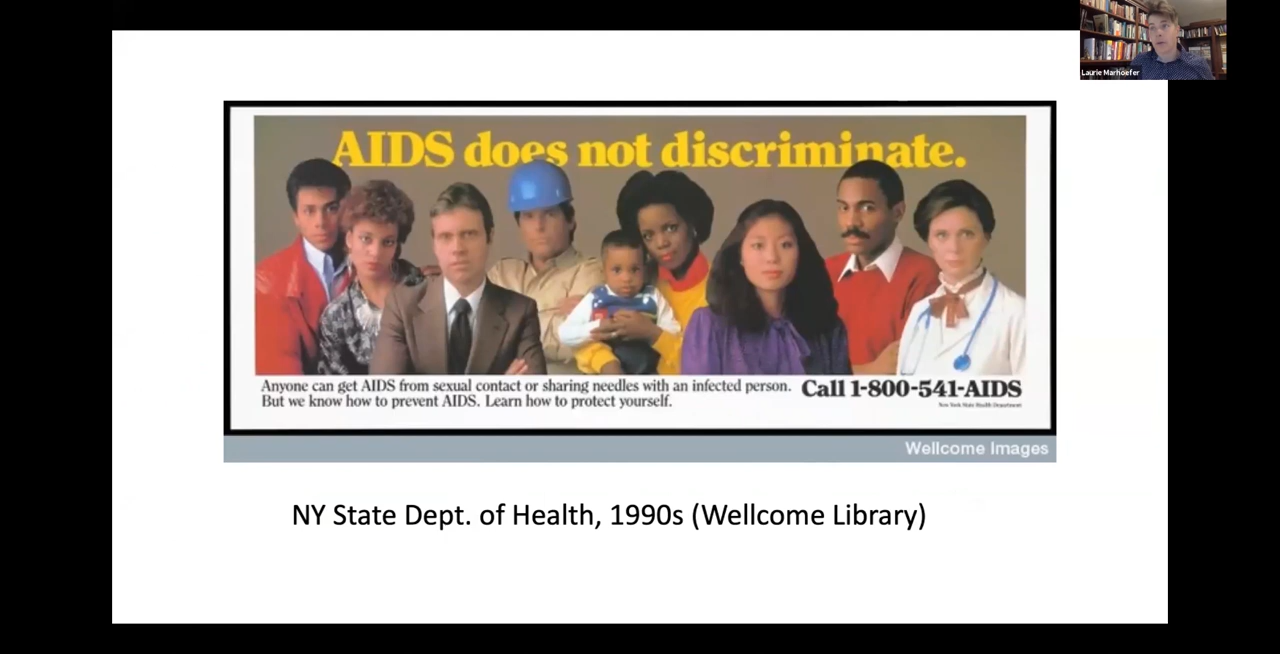 Laurie Marhoefer
AIDS does not discriminate.
Anyone can get AIDS from sexual contact or sharing needles with an infected person.
But we know how to prevent AIDS. Learn how to protect yourself.
Call 1-800-541-AIDS
New York State Health Department
Wellcome Images
NY State Dept. of Health, 1990s (Wellcome Library)